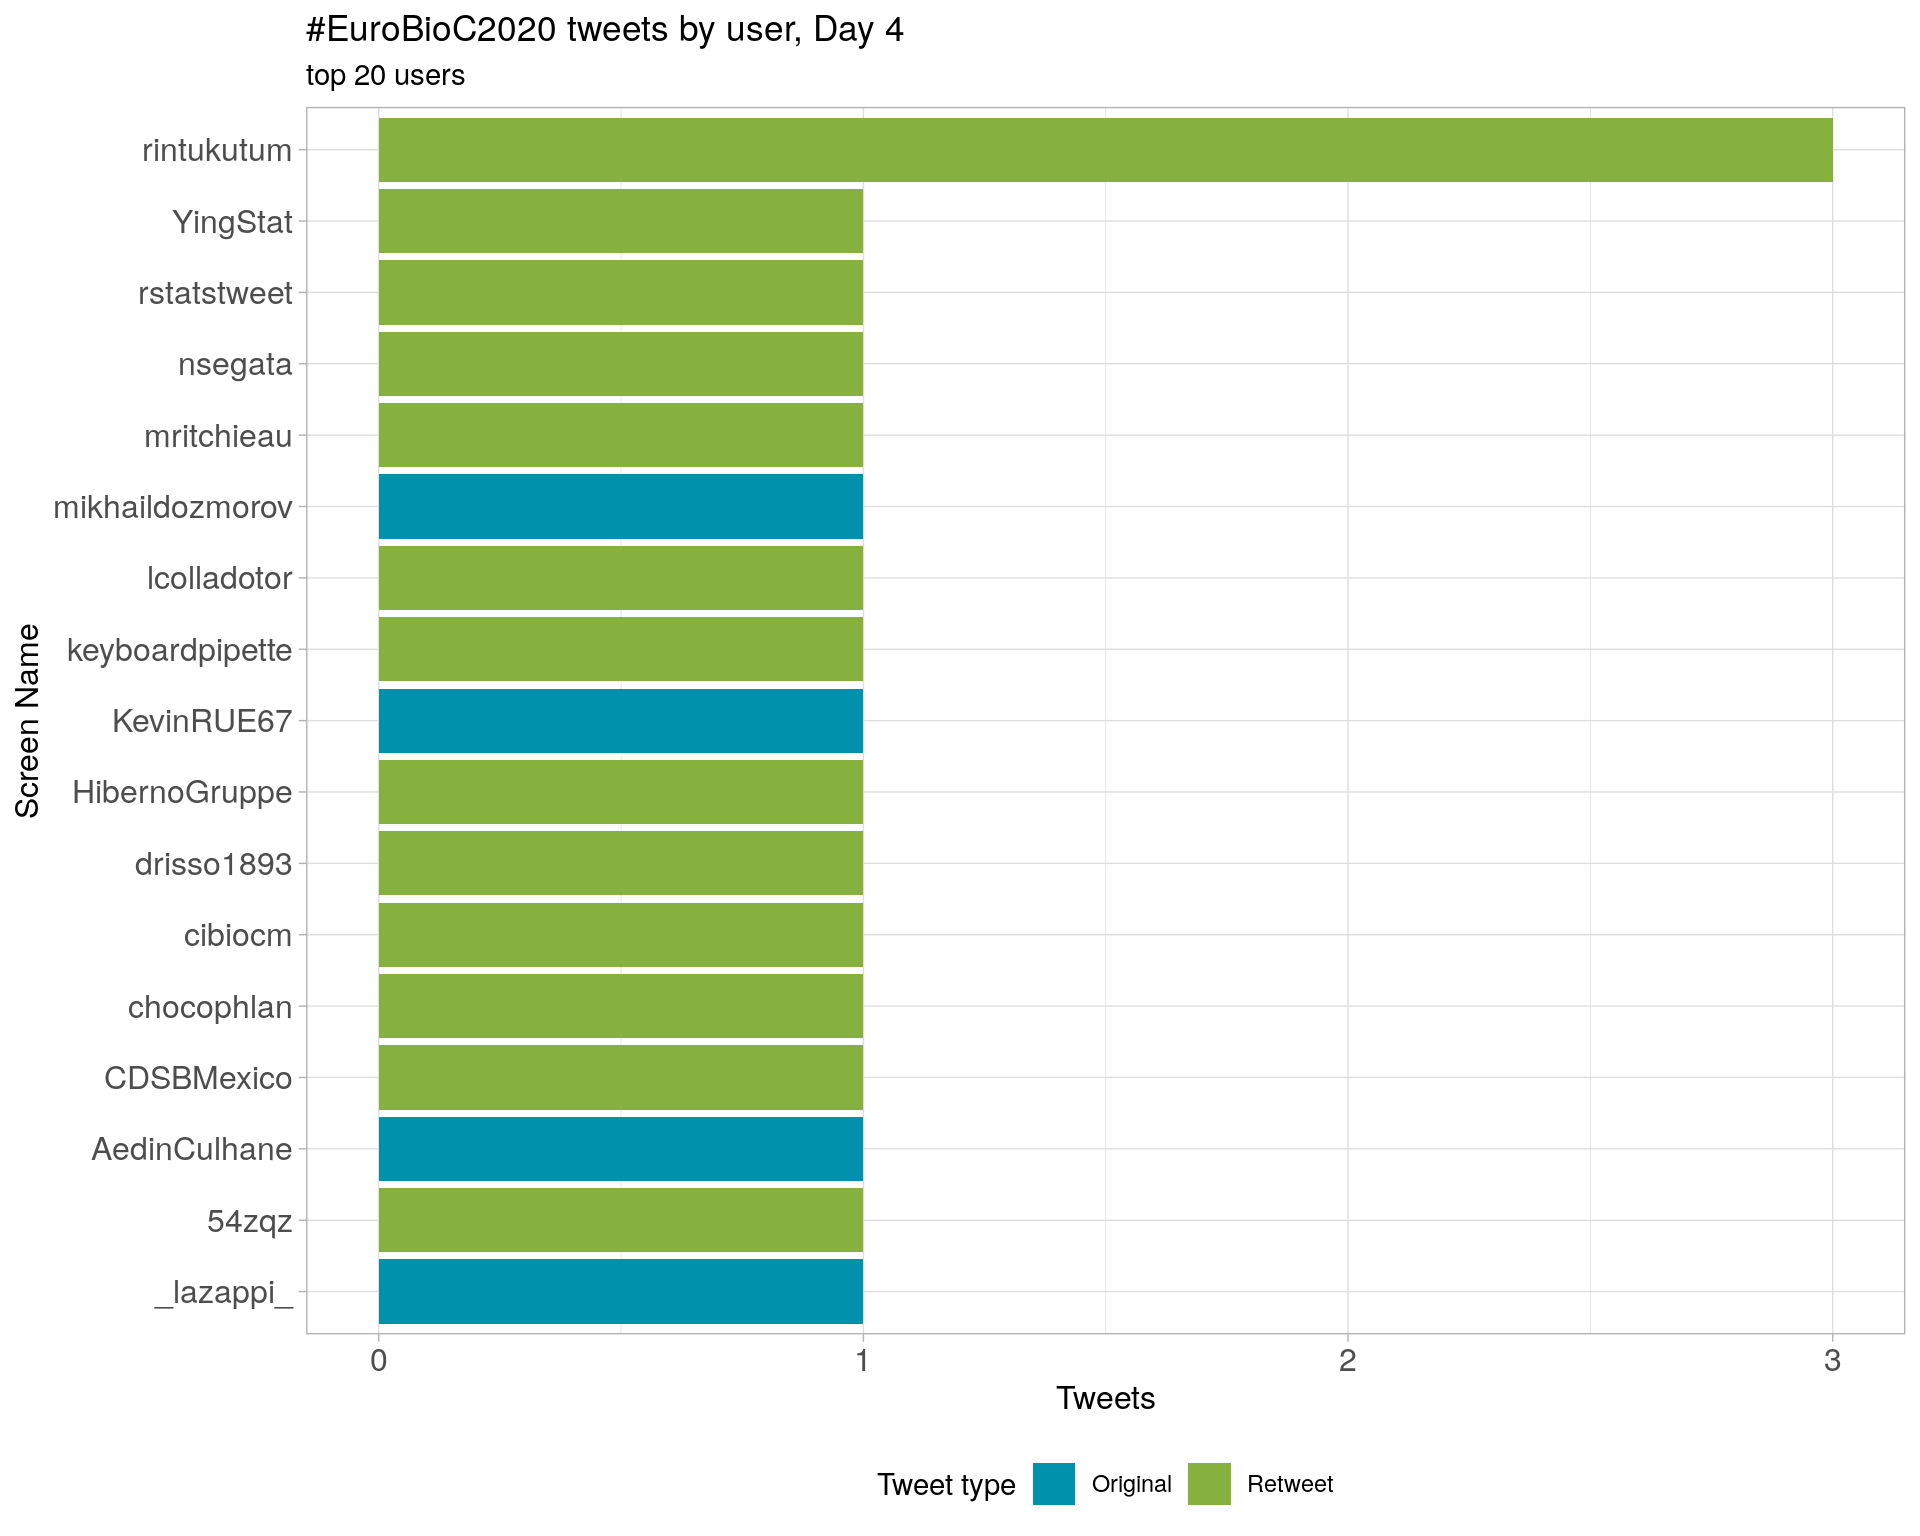 #EuroBioC2020 tweets by user, Day 4
top 20 users
Screen Name
rintukutum
YingStat
rstatstweet
nsegata
mritchieau
mikhaildozmorov
lcolladotor
keyboardpipette
KevinRUE67
HibernoGruppe
drisso1893
cibiocm
chocophlan
CDSBMexico
AedinCulhane
54zqz
_lazappi_
0 1 2 3
Tweets
Tweet type Original Retweet